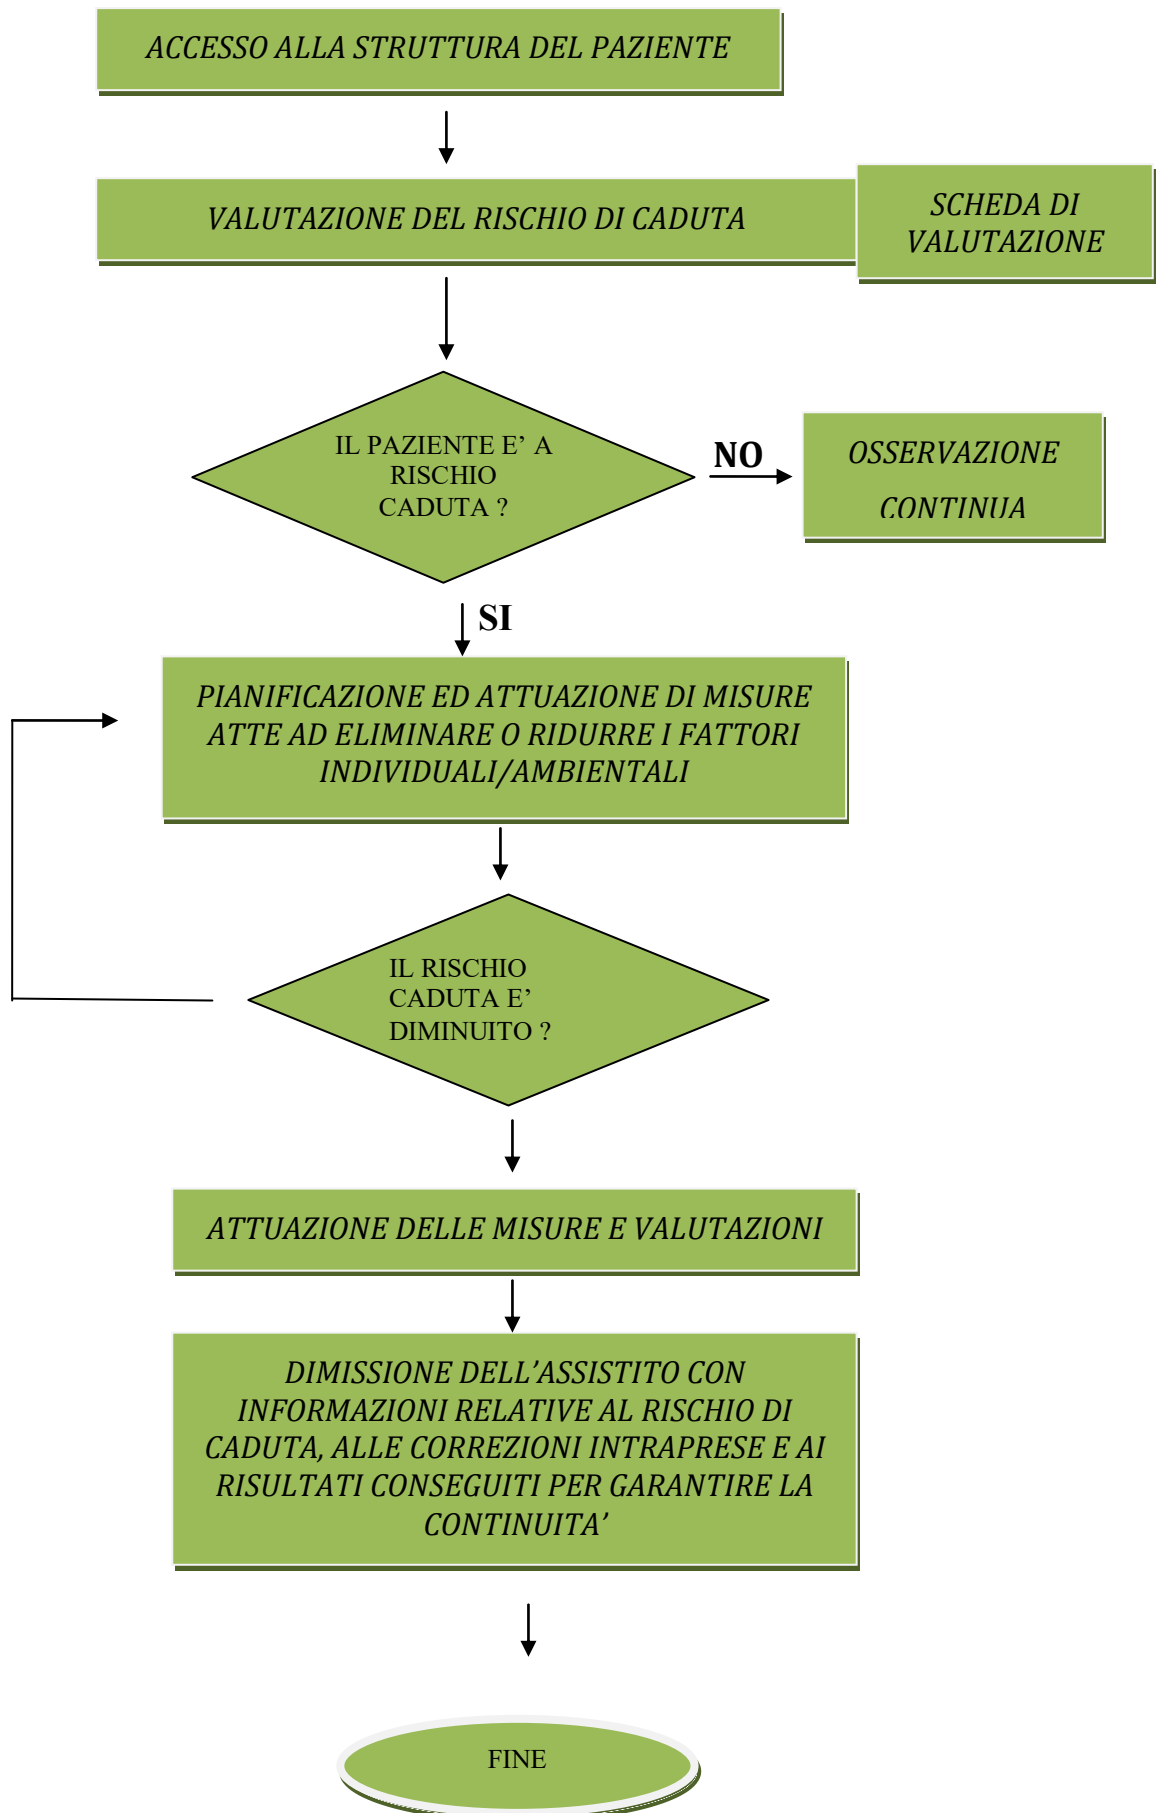 ACCESSO ALLA STRUTTURA DEL PAZIENTE
VALUTAZIONE DEL RISCHIO DI CADUTA
SCHEDA DI
VALUTAZIONE
IL PAZIENTE E’ A
RISCHIO
CADUTA ?
NO
OSSERVAZIONE
CONTINUA
SI
PIANIFICAZIONE ED ATTUAZIONE DI MISURE
ATTE AD ELIMINARE O RIDURRE I FATTORI
INDIVIDUALI/AMBIENTALI
IL RISCHIO
CADUTA E’
DIMINUITO ?
ATTUAZIONE DELLE MISURE E VALUTAZIONI
DIMISSIONE DELL’ASSISTITO CON
INFORMAZIONI RELATIVE AL RISCHIO DI
CADUTA, ALLE CORREZIONI INTRAPRESE E AI
RISULTATI CONSEGUITI PER GARANTIRE LA
CONTINUITA’
FINE